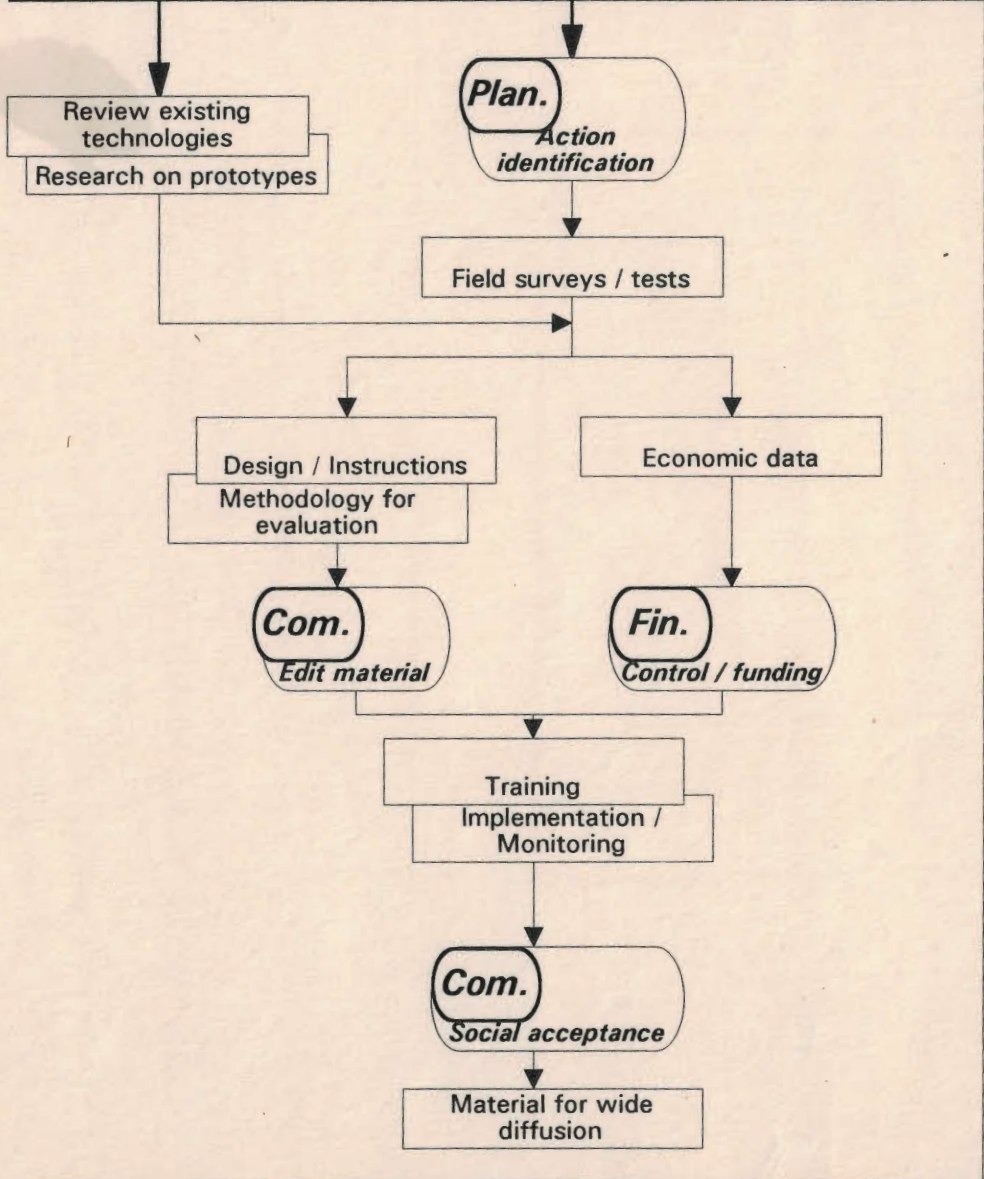 Review existing
technologies
Research on prototypes
Plan.
Action
identification
Field surveys / tests
Design / Instructions
Methodology for
evaluation
Economic data
Com.
Edit material
Fin.
Control / funding
Training
Implementation /
Monitoring
Com.
Social acceptance
Material for wide
diffusion